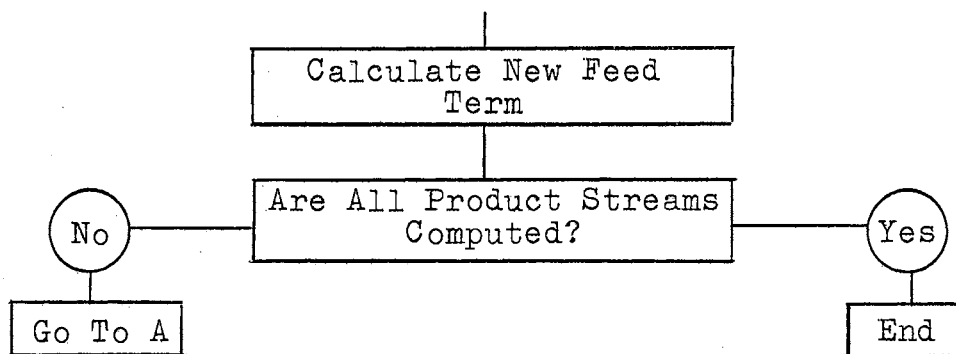 Calculate New Feed
Term
Are All Product Streams
Computed?
No
Yes
Go To A
End